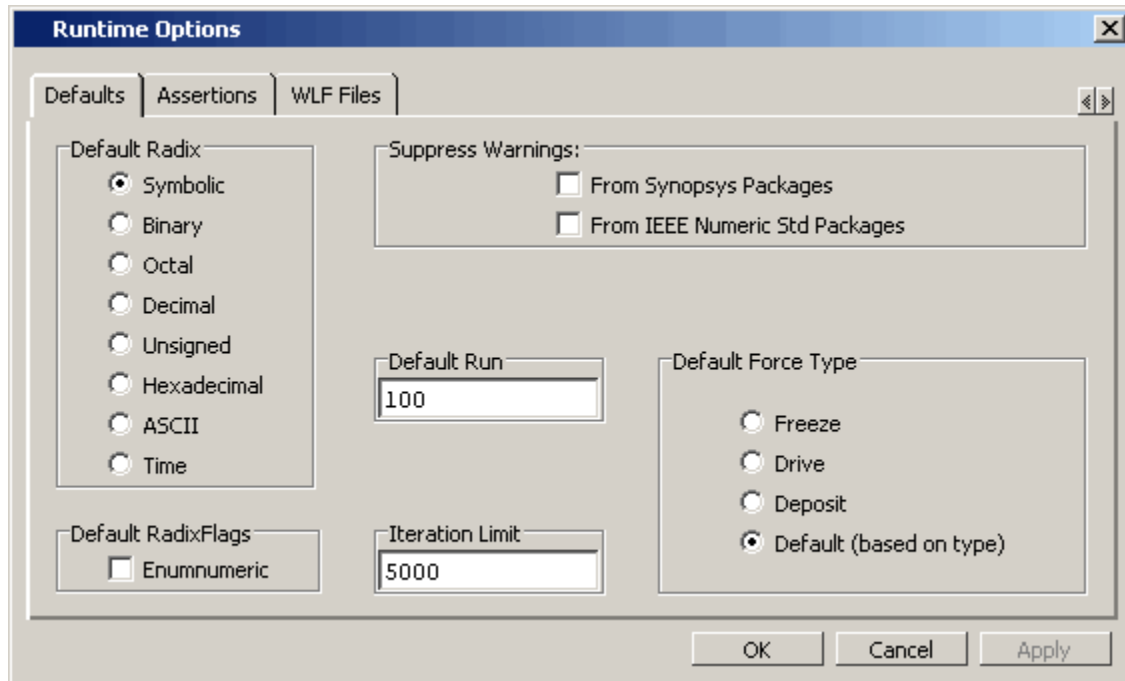 Runtime Options
Defaults
Assertions
WLF Files
Default Radix
Symbolic
Binary
Octal
Decimal
Unsigned
Hexadecimal
ASCII
Time
Default RadixFlags
Enumnumeric
Suppress Warnings:
From Synopsys Packages
From IEEE Numeric Std Packages
Default Run
100
Iteration Limit
5000
Default Force Type
Freeze
Drive
Deposit
Default (based on type)
OK
Cancel
Apply